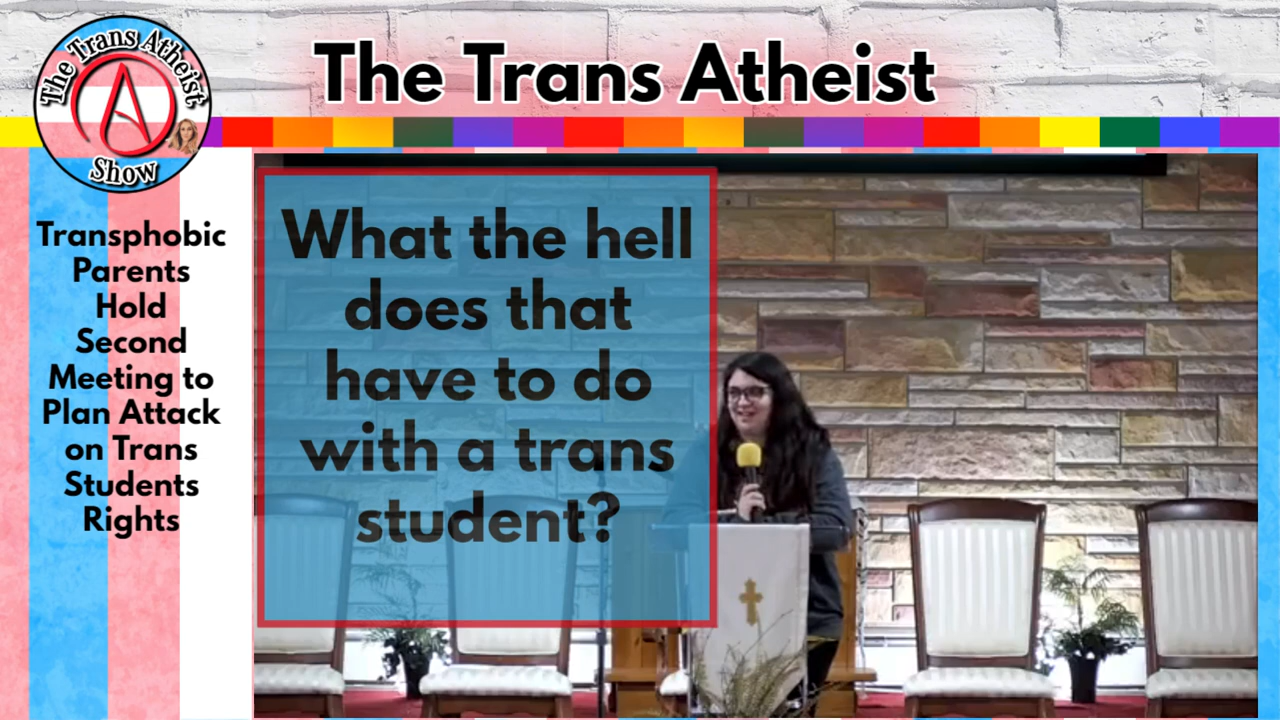 The Trans Atheist
Show
The Trans Atheist
Transphobic
Parents
Hold
Second
Meeting to
Plan Attack
on Trans
Students
Rights
What the hell
does that
have to do
with a trans
student?